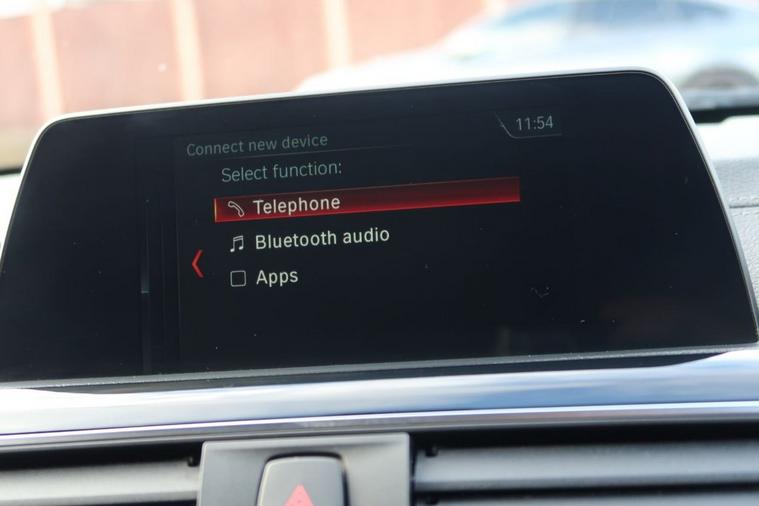 Connect new device
11:54
Select function:
Telephone
Bluetooth audio
Apps